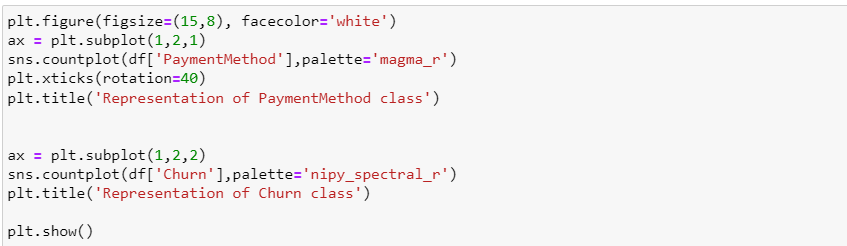 plt.figure(figsize=(15,8), facecolor='white')
ax = plt.subplot(1,2,1)
sns.countplot(df['PaymentMethod'],palette='magma_r')
plt.xticks(rotation=40)
plt.title('Representation of PaymentMethod class')
ax = plt.subplot(1,2,2)
sns.countplot(df['Churn'],palette='nipy_spectral_r')
plt.title('Representation of Churn class')
plt.show()